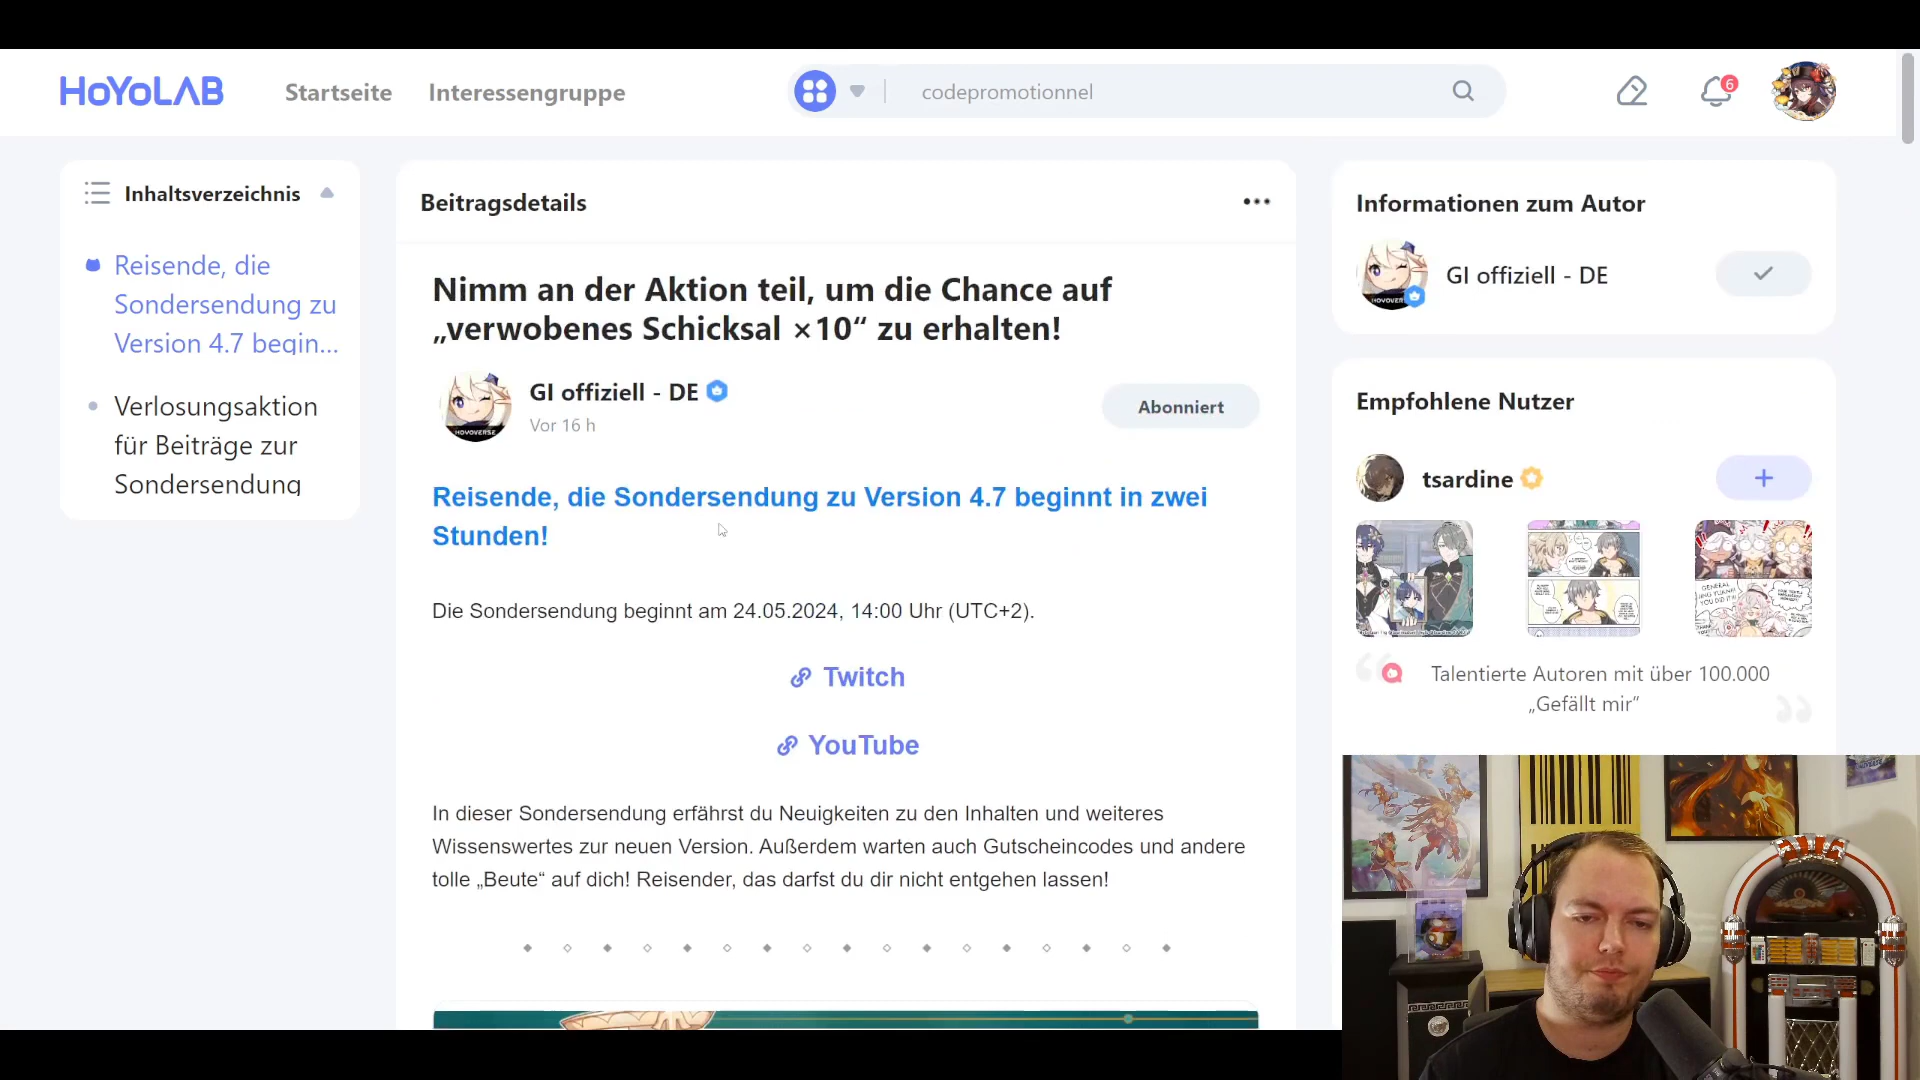 HoYoLAB
Startseite
Interessengruppe
codepromotionnel
6
Inhaltsverzeichnis
Reisende, die
Sondersendung zu
Version 4.7 begin...
Verlosungsaktion
für Beiträge zur
Sondersendung
Beitragsdetails
Nimm an der Aktion teil, um die Chance auf
„verwobenes Schicksal ×10“ zu erhalten!
HOYOVERSE
GI offiziell - DE
Vor 16 h
Abonniert
Reisende, die Sondersendung zu Version 4.7 beginnt in zwei
Stunden!
Die Sondersendung beginnt am 24.05.2024, 14:00 Uhr (UTC+2).
Twitch
YouTube
In dieser Sondersendung erfährst du Neuigkeiten zu den Inhalten und weiteres
Wissenswertes zur neuen Version. Außerdem warten auch Gutscheincodes und andere
tolle „Beute“ auf dich! Reisender, das darfst du dir nicht entgehen lassen!
Informationen zum Autor
GI offiziell - DE
Empfohlene Nutzer
tsardine
Talentierte Autoren mit über 100.000
„Gefällt mir“